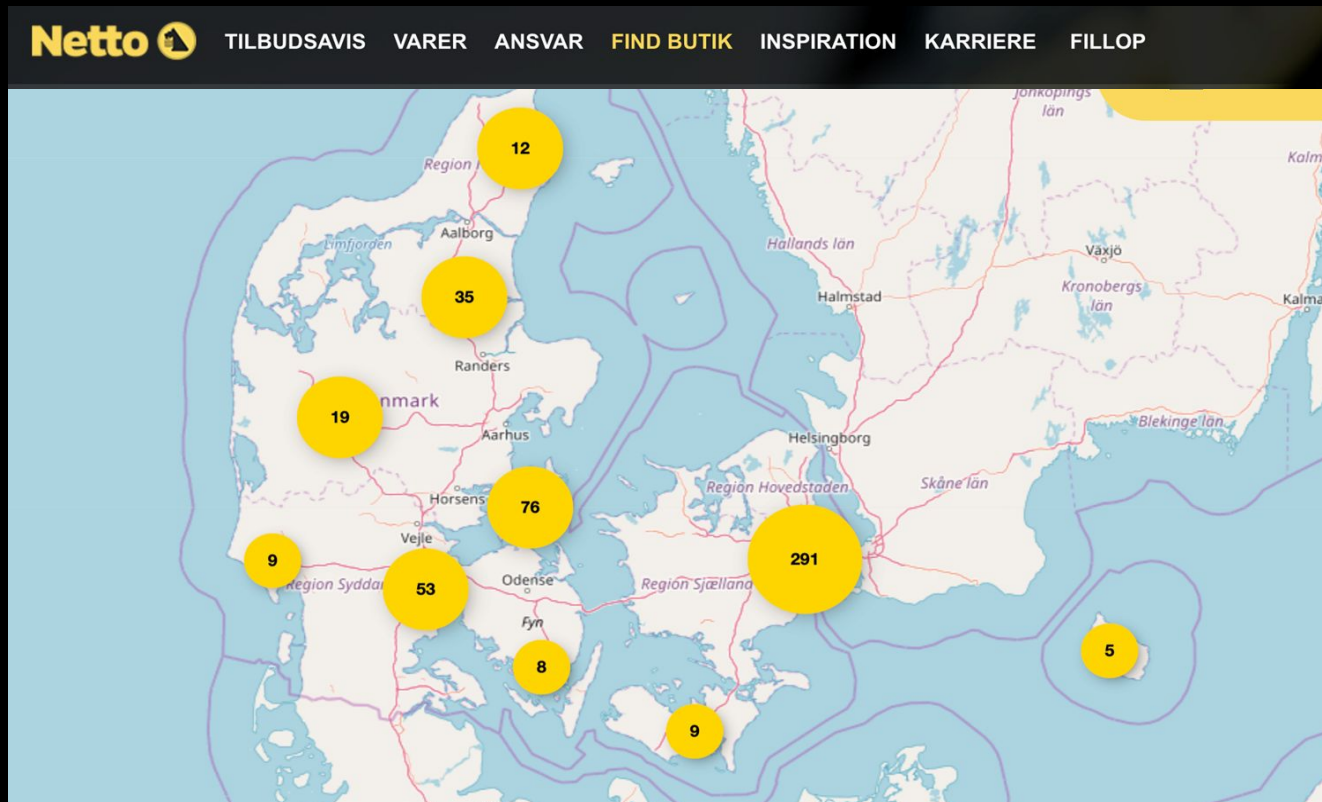 Netto
TILBUDSAVIS VARER ANSVAR FIND BUTIK INSPIRATION KARRIERE FILLOP
Jönköpings
län
12
Region
Kalm
Aalborg
Limfjorden
Hallands län
Växjö
Kronobergs
län
35
Halmstad
Kalma
Randers
nmark
19
Aarhus
Helsingborg
Blekinge län
Region Hovedstaden
Skåne län
Horsens
76
Vejle
9
291
Region Syddan
53
Odense
Region Sjælland
Fyn
8
5
9